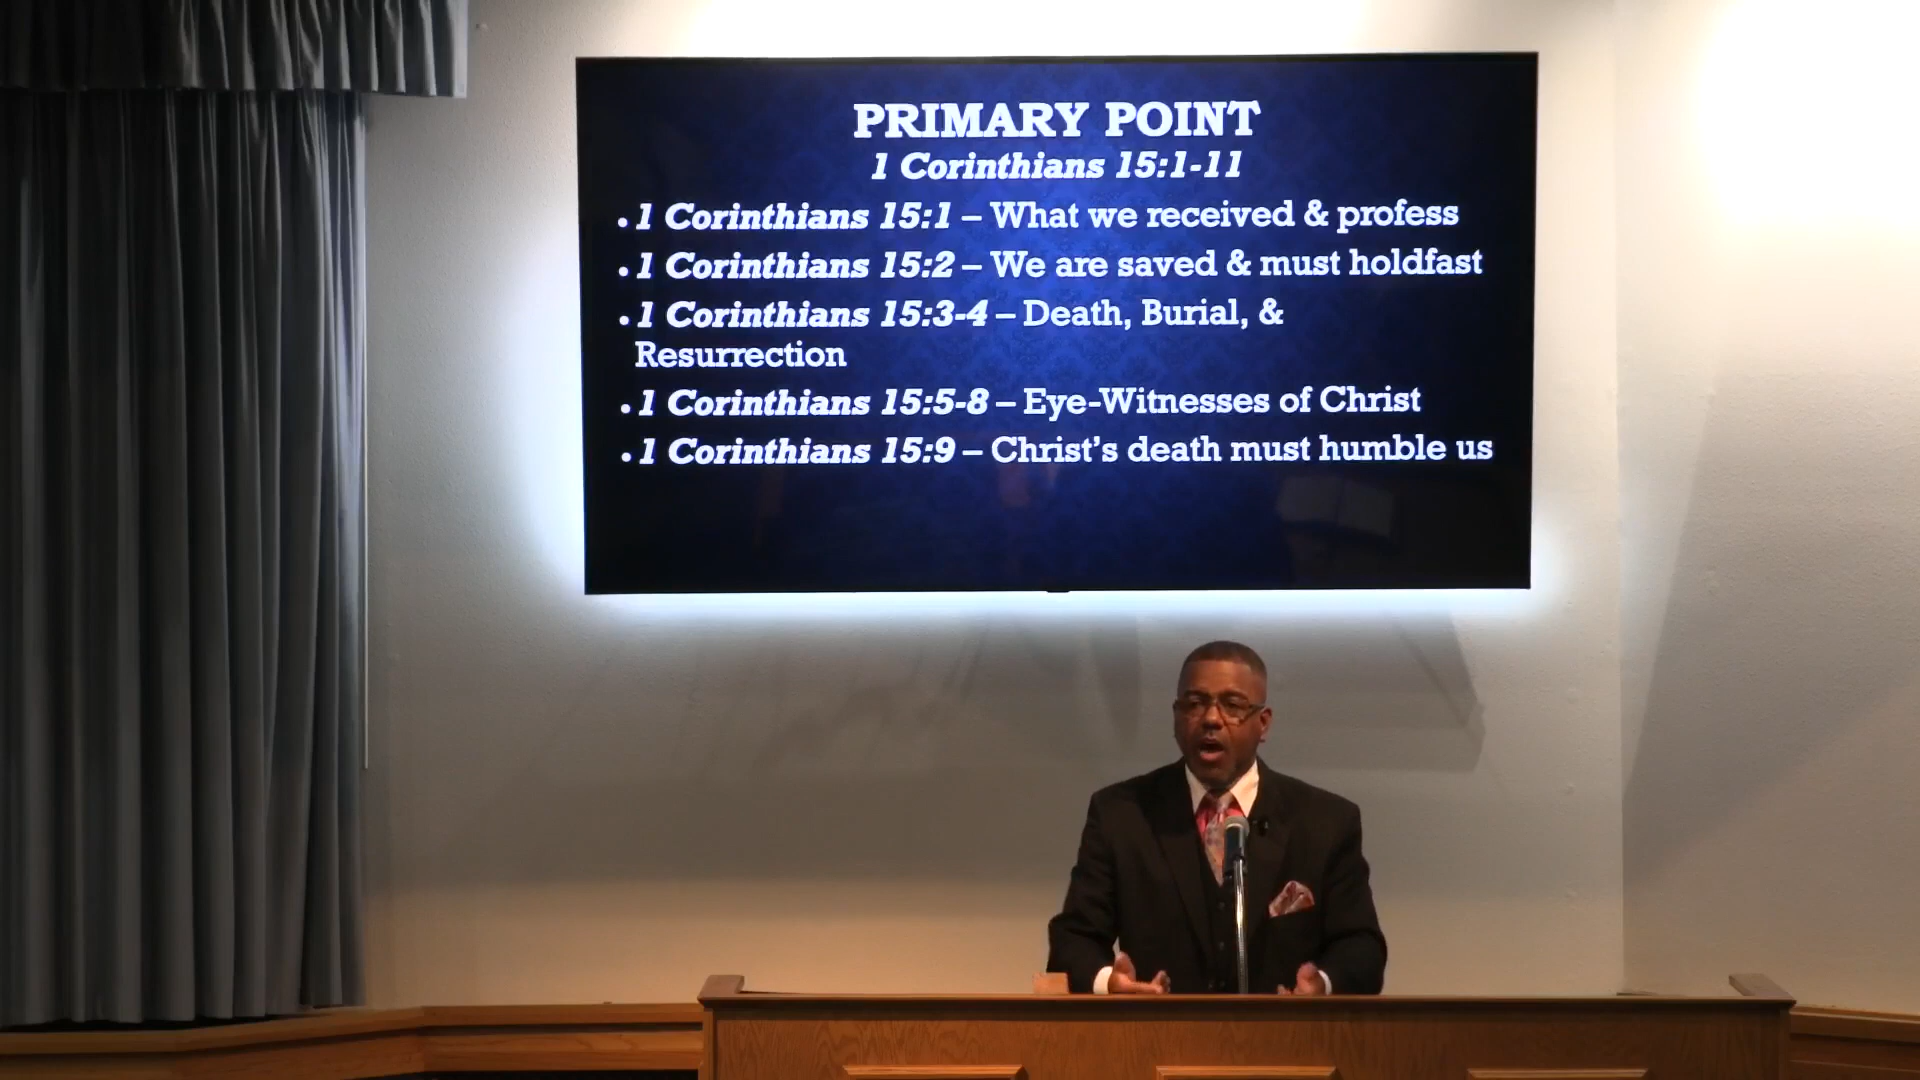 PRIMARY POINT
1 Corinthians 15:1-11
• 1 Corinthians 15:1 – What we received & profess
• 1 Corinthians 15:2 – We are saved & must holdfast
• 1 Corinthians 15:3-4 – Death, Burial, &
Resurrection
• 1 Corinthians 15:5-8 – Eye-Witnesses of Christ
• 1 Corinthians 15:9 – Christ's death must humble us